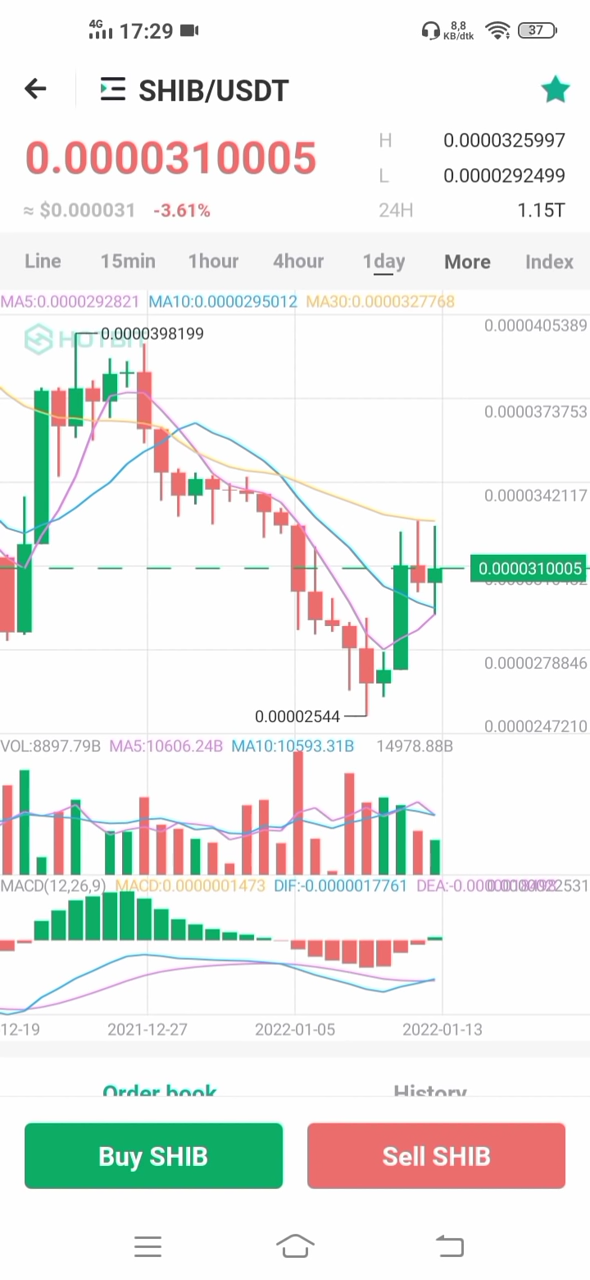 4G 17:29 8,8 KB/dtk 37
SHIB/USDT
0.0000310005
H 0.0000325997
L 0.0000292499
≈ $0.000031 -3.61%
24H 1.15T
Line 15min 1hour 4hour 1day More Index
MA5:0.0000292821 MA10:0.0000295012 MA30:0.0000327768
0.0000405389
HOTBIT
0.0000398199
0.0000373753
0.0000342117
0.0000310005
0.0000278846
0.00002544
0.0000247210
VOL:8897.79B MA5:10606.24B MA10:10593.31B 14978.88B
MACD(12,26,9) MACD:0.0000001473 DIF:-0.0000017761
12-19 2021-12-27 2022-01-05 2022-01-13
Order book History
Buy SHIB Sell SHIB